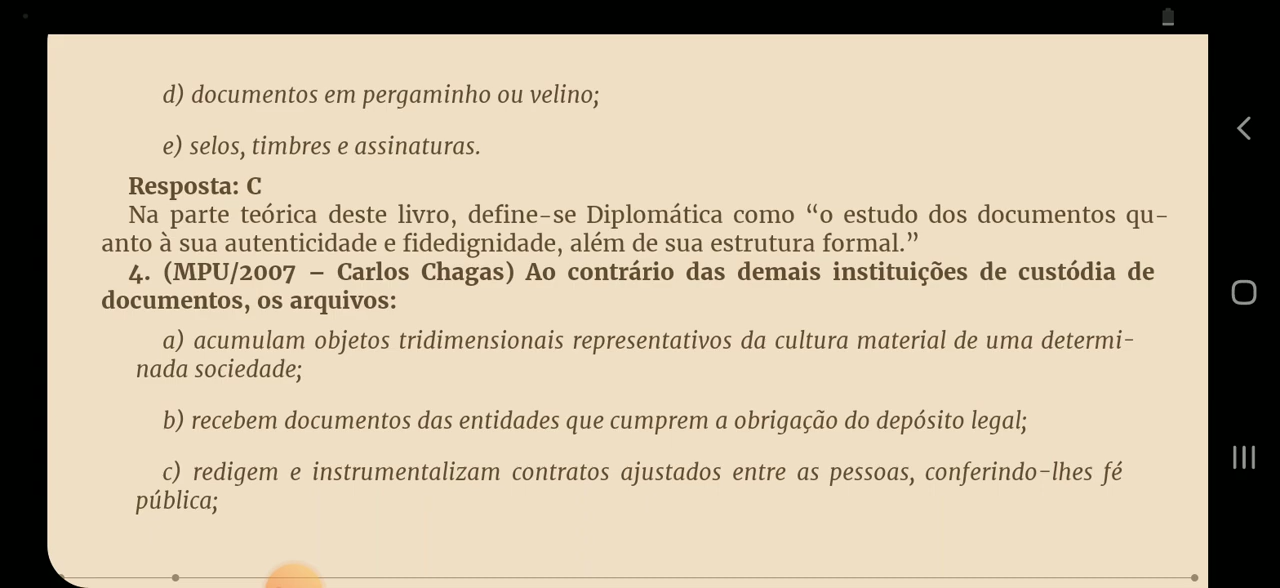 d) documentos em pergaminho ou velino;
e) selos, timbres e assinaturas.
Resposta: C
Na parte teórica deste livro, define-se Diplomática como “o estudo dos documentos qu-
anto à sua autenticidade e fidedignidade, além de sua estrutura formal.”
4. (MPU/2007 – Carlos Chagas) Ao contrário das demais instituições de custódia de
documentos, os arquivos:
a) acumulam objetos tridimensionais representativos da cultura material de uma determi-
nada sociedade;
b) recebem documentos das entidades que cumprem a obrigação do depósito legal;
c) redigem e instrumentalizam contratos ajustados entre as pessoas, conferindo-lhes fé
pública;